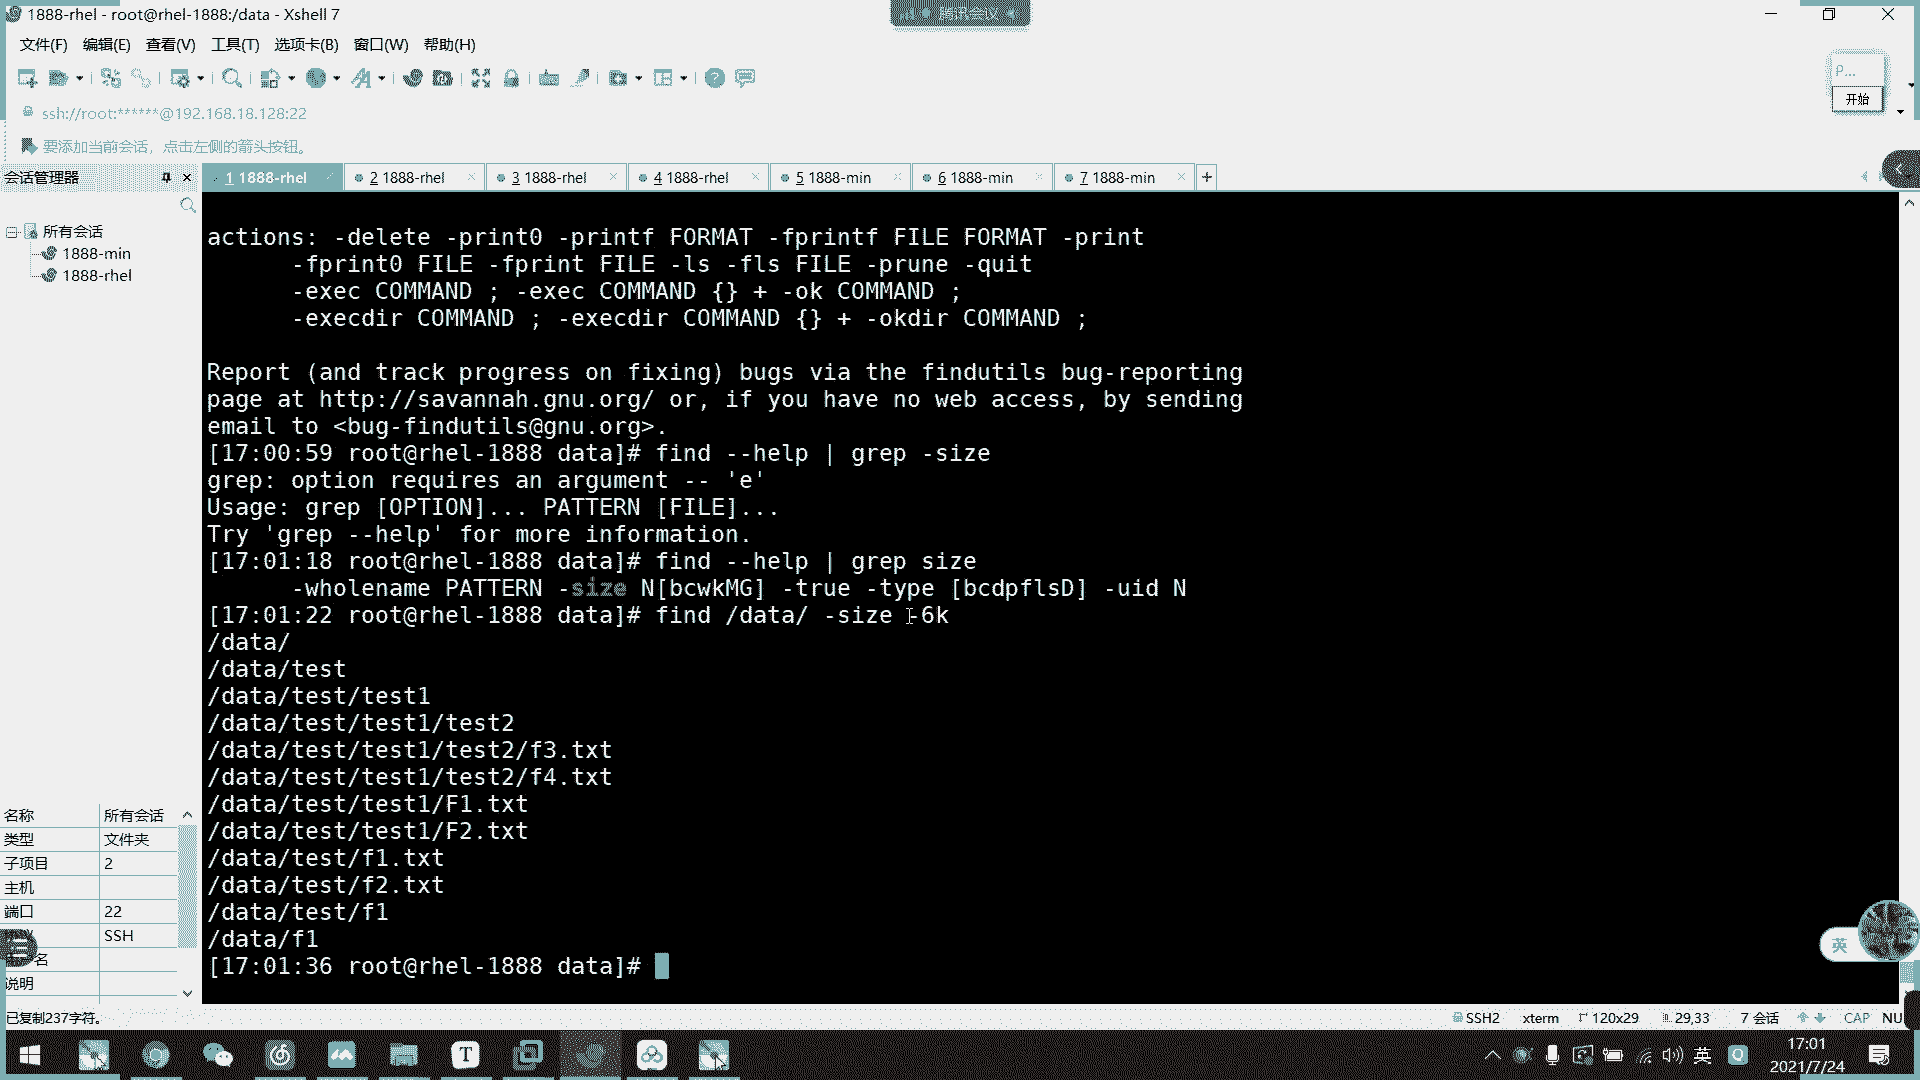 1888-rhel - root@rhel-1888:/data - Xshell 7
腾讯会议
文件(F) 编辑(E) 查看(V) 工具(T) 选项卡(B) 窗口(W) 帮助(H)
P...
开始
ssh://root:******@192.168.18.128:22
要添加当前会话，点击左侧的箭头按钮。
会话管理器
1 1888-rhel
2 1888-rhel
3 1888-rhel
4 1888-rhel
5 1888-min
6 1888-min
7 1888-min
所有会话
1888-min
1888-rhel
actions: -delete -print0 -printf FORMAT -fprintf FILE FORMAT -print
-fprint0 FILE -fprint FILE -ls -fls FILE -prune -quit
-exec COMMAND ; -exec COMMAND {} + -ok COMMAND ;
-execdir COMMAND ; -execdir COMMAND {} + -okdir COMMAND ;
Report (and track progress on fixing) bugs via the findutils bug-reporting
page at http://savannah.gnu.org/ or, if you have no web access, by sending
email to <bug-findutils@gnu.org>.
[17:00:59 root@rhel-1888 data]# find --help | grep -size
grep: option requires an argument -- 'e'
Usage: grep [OPTION]... PATTERN [FILE]...
Try 'grep --help' for more information.
[17:01:18 root@rhel-1888 data]# find --help | grep size
-wholename PATTERN -size N[bcwkMG] -true -type [bcdpflsD] -uid N
[17:01:22 root@rhel-1888 data]# find /data/ -size -6k
/data/
/data/test
/data/test/test1
/data/test/test1/test2
/data/test/test1/test2/f3.txt
/data/test/test1/test2/f4.txt
/data/test/test1/F1.txt
/data/test/test1/F2.txt
/data/test/f1.txt
/data/test/f2.txt
/data/test/f1
/data/f1
[17:01:36 root@rhel-1888 data]#
名称 所有会话
类型 文件夹
子项目 2
主机
端口 22
SSH
名
说明
英
已复制237字符。
SSH2 xterm 120x29 29,33 7 会话 CAP NU
英
17:01
2021/7/24